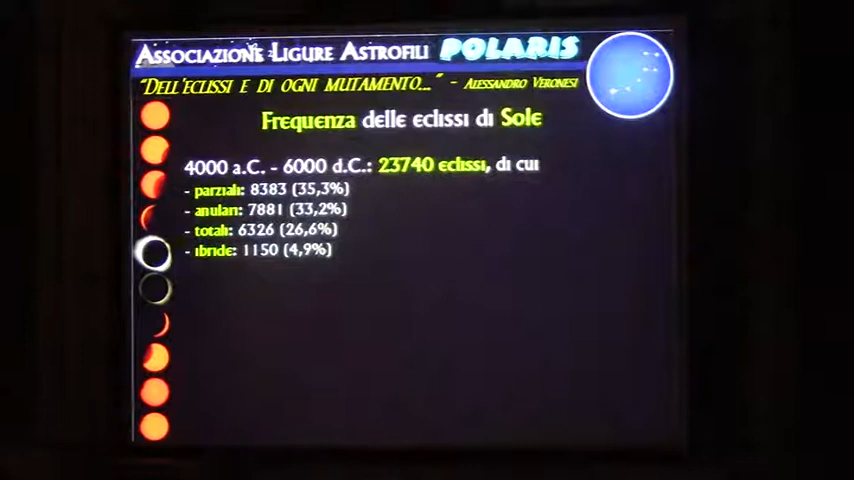 Associazione Ligure Astrofili POLARIS
"Dell'eclissi e di ogni mutamento..." - Alessandro Veronesi
Frequenza delle eclissi di Sole
4000 a.C. - 6000 d.C.: 23740 eclissi, di cui
- parziali: 8383 (35,3%)
- anulari: 7881 (33,2%)
- totali: 6326 (26,6%)
- ibride: 1150 (4,9%)